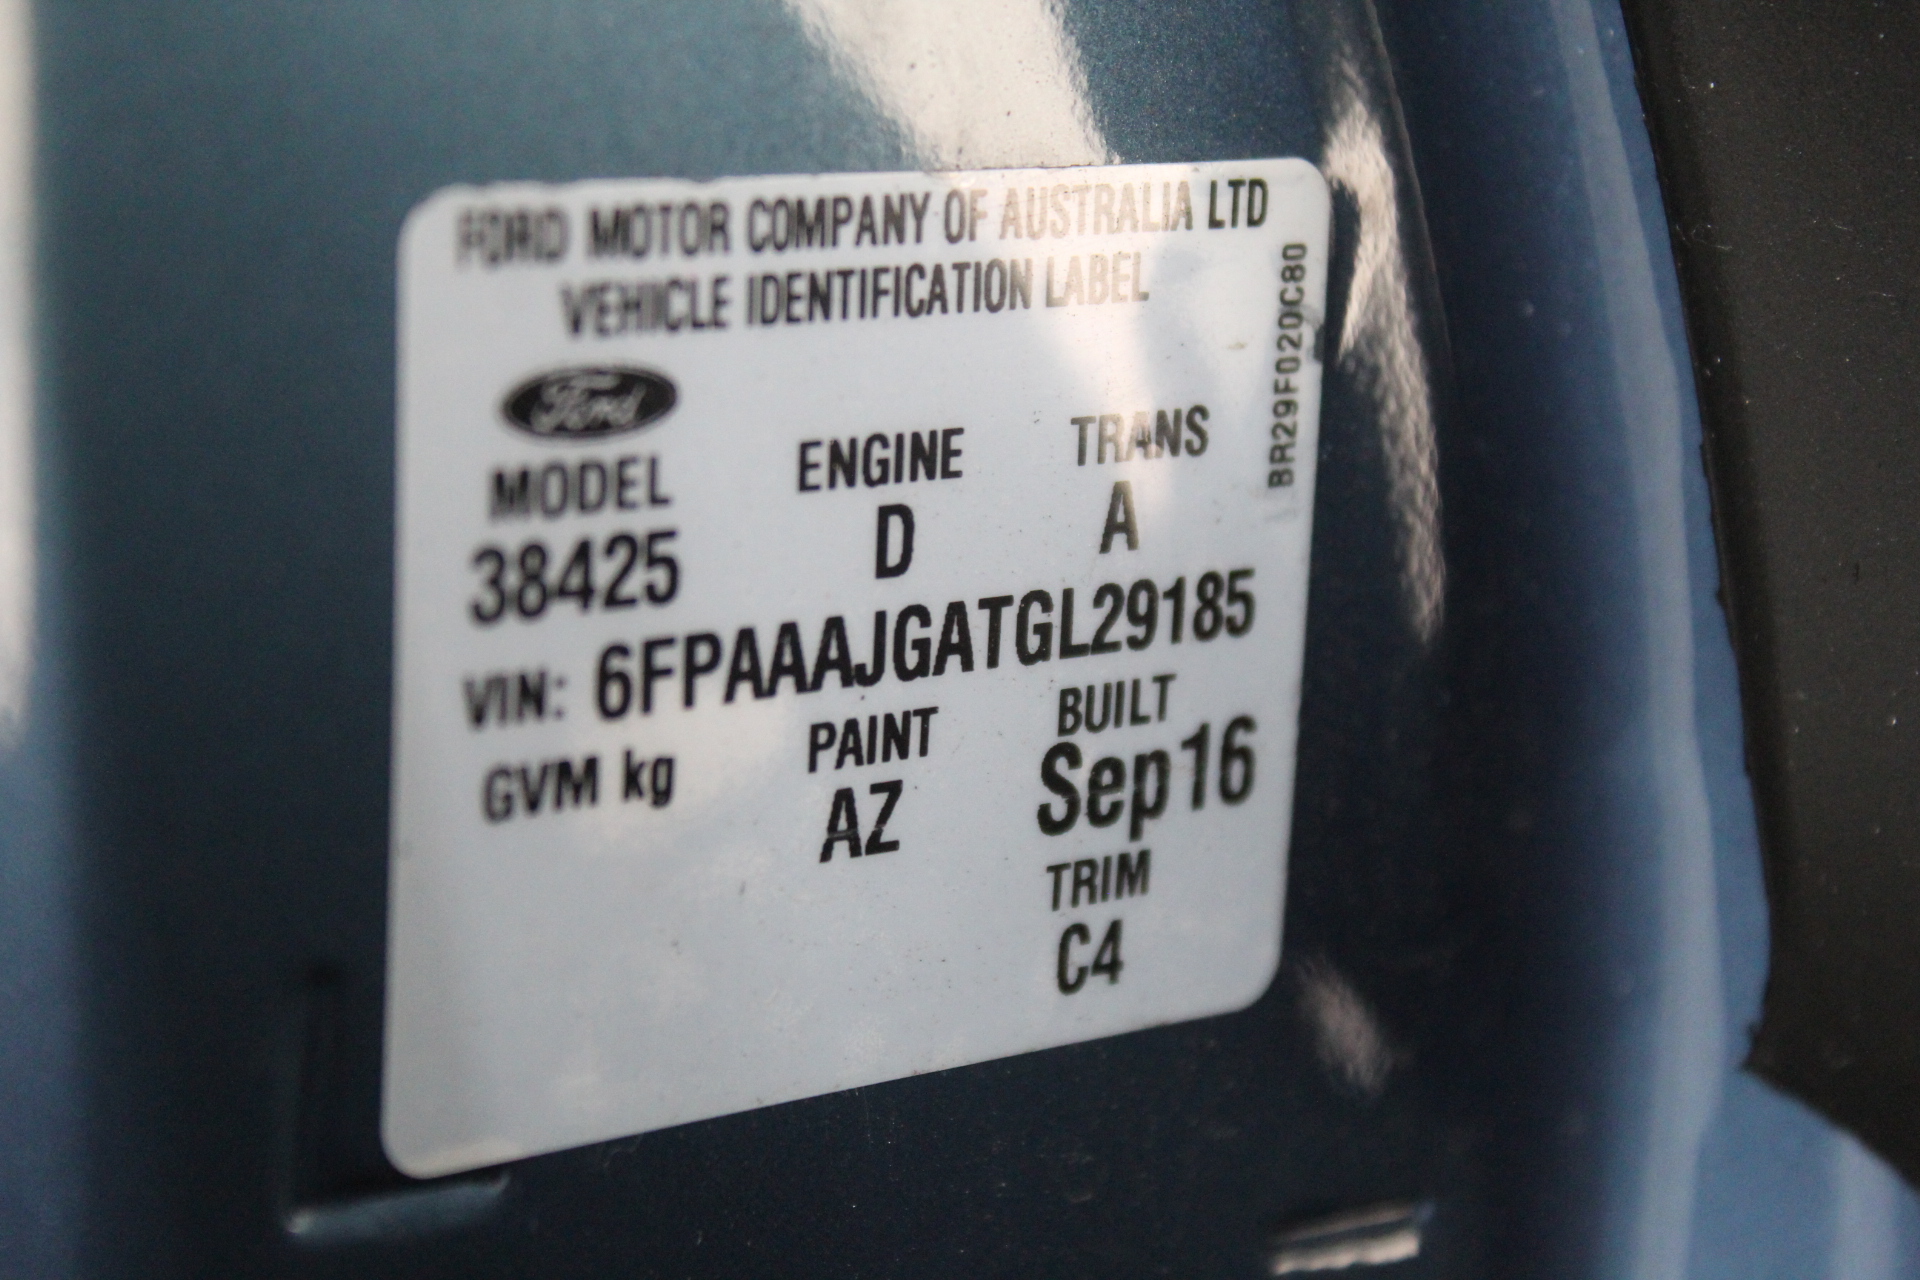 FORD MOTOR COMPANY OF AUSTRALIA LTD
VEHICLE IDENTIFICATION LABEL
BR29F020C80
Ford
MODEL ENGINE TRANS
38425 D A
VIN: 6FPAAAJGATGL29185
GVM kg PAINT BUILT
AZ Sep16
TRIM
C4